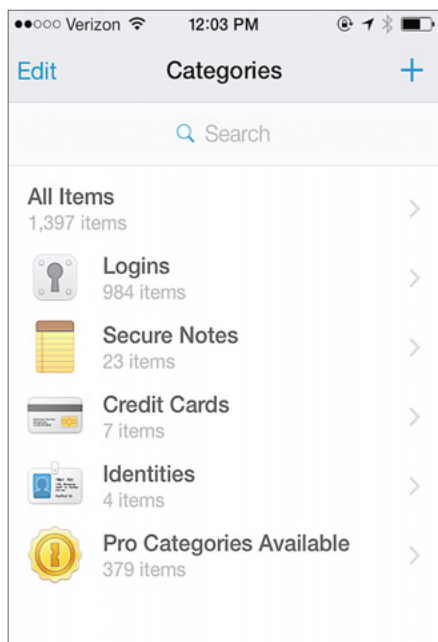 Verizon 12:03 PM
Edit Categories +
Search
All Items
1,397 items
Logins
984 items
Secure Notes
23 items
Credit Cards
7 items
Identities
4 items
Pro Categories Available
379 items